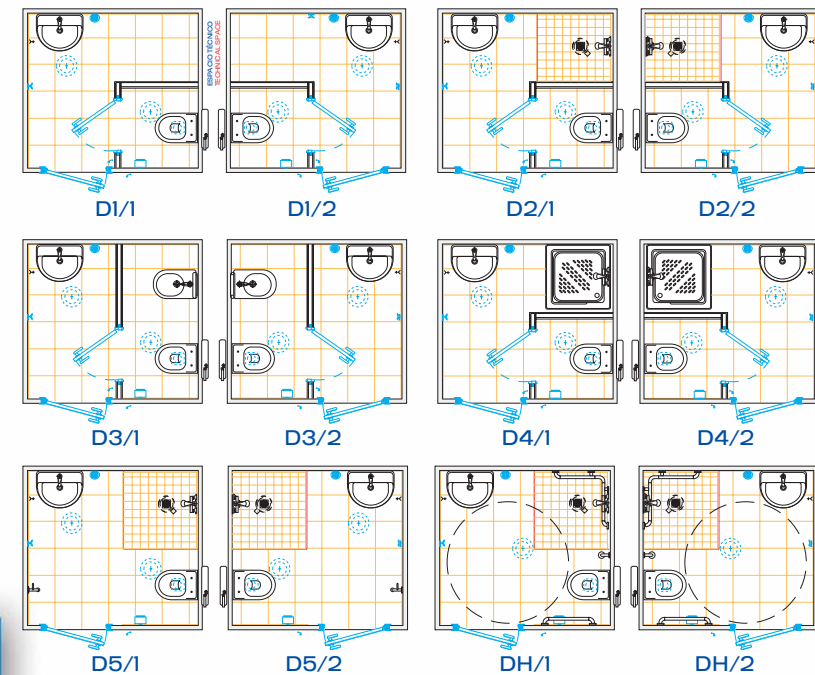 ESPACIO TÉCNICO
TECHNICAL SPACE
D1/1
D1/2
D2/1
D2/2
D3/1
D3/2
D4/1
D4/2
D5/1
D5/2
DH/1
DH/2